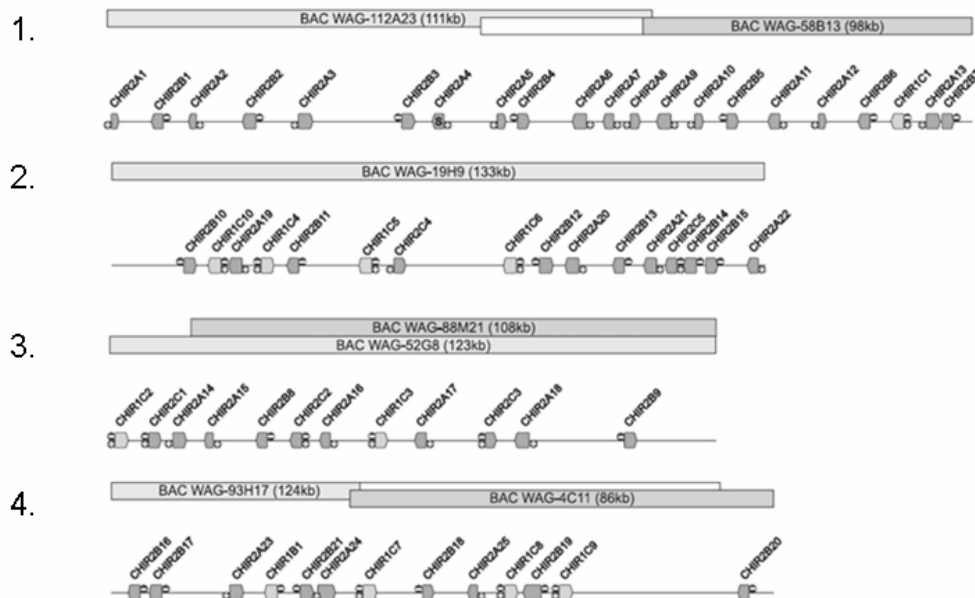 1.
BAC WAG-112A23 (111kb)
BAC WAG-58B13 (98kb)
CHIR2A1 CHIR2B1 CHIR2A2 CHIR2B2 CHIR2A3 CHIR2B3 CHIR2A4 CHIR2A5 CHIR2B4 CHIR2A6 CHIR2A7 CHIR2A8 CHIR2A9 CHIR2A10 CHIR2B5 CHIR2A11 CHIR2A12 CHIR2B6 CHIR1C1 CHIR2A13
S
2.
BAC WAG-19H9 (133kb)
CHIR2B10 CHIR1C10 CHIR2A19 CHIR1C4 CHIR2B11 CHIR1C5 CHIR2C4 CHIR1C6 CHIR2B12 CHIR2A20 CHIR2B13 CHIR2A21 CHIR2C5 CHIR2B14 CHIR2B15 CHIR2A22
BAC WAG-88M21 (108kb)
3.
BAC WAG-52G8 (123kb)
CHIR1C2 CHIR2C1 CHIR2A14 CHIR2A15 CHIR2B8 CHIR2C2 CHIR2A16 CHIR1C3 CHIR2A17 CHIR2C3 CHIR2A18 CHIR2B9
4.
BAC WAG-93H17 (124kb)
BAC WAG-4C11 (86kb)
CHIR2B16 CHIR2B17 CHIR2A23 CHIR1B1 CHIR2B21 CHIR2A24 CHIR1C7 CHIR2B18 CHIR2A25 CHIR1C8 CHIR2B19 CHIR1C9 CHIR2B20